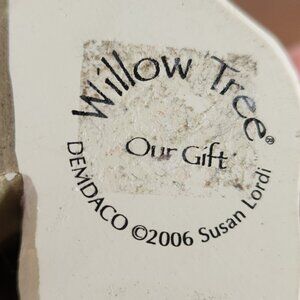 Willow Tree®
Our Gift
DEMDACO ©2006 Susan Lordi